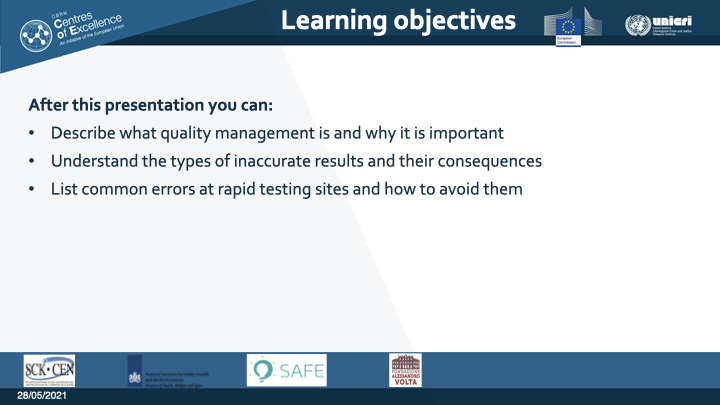 CBRN
Centres
of Excellence
An initiative of the European Union
Learning objectives
European
Commission
unicri
United Nations
Interregional Crime and Justice
Research Institute
After this presentation you can:
• Describe what quality management is and why it is important
• Understand the types of inaccurate results and their consequences
• List common errors at rapid testing sites and how to avoid them
SCK•CEN
National Institute for Public Health
and the Environment
Ministry of Health, Welfare and Sport
SAFE
FONDAZIONE
ALESSANDRO
VOLTA
28/05/2021